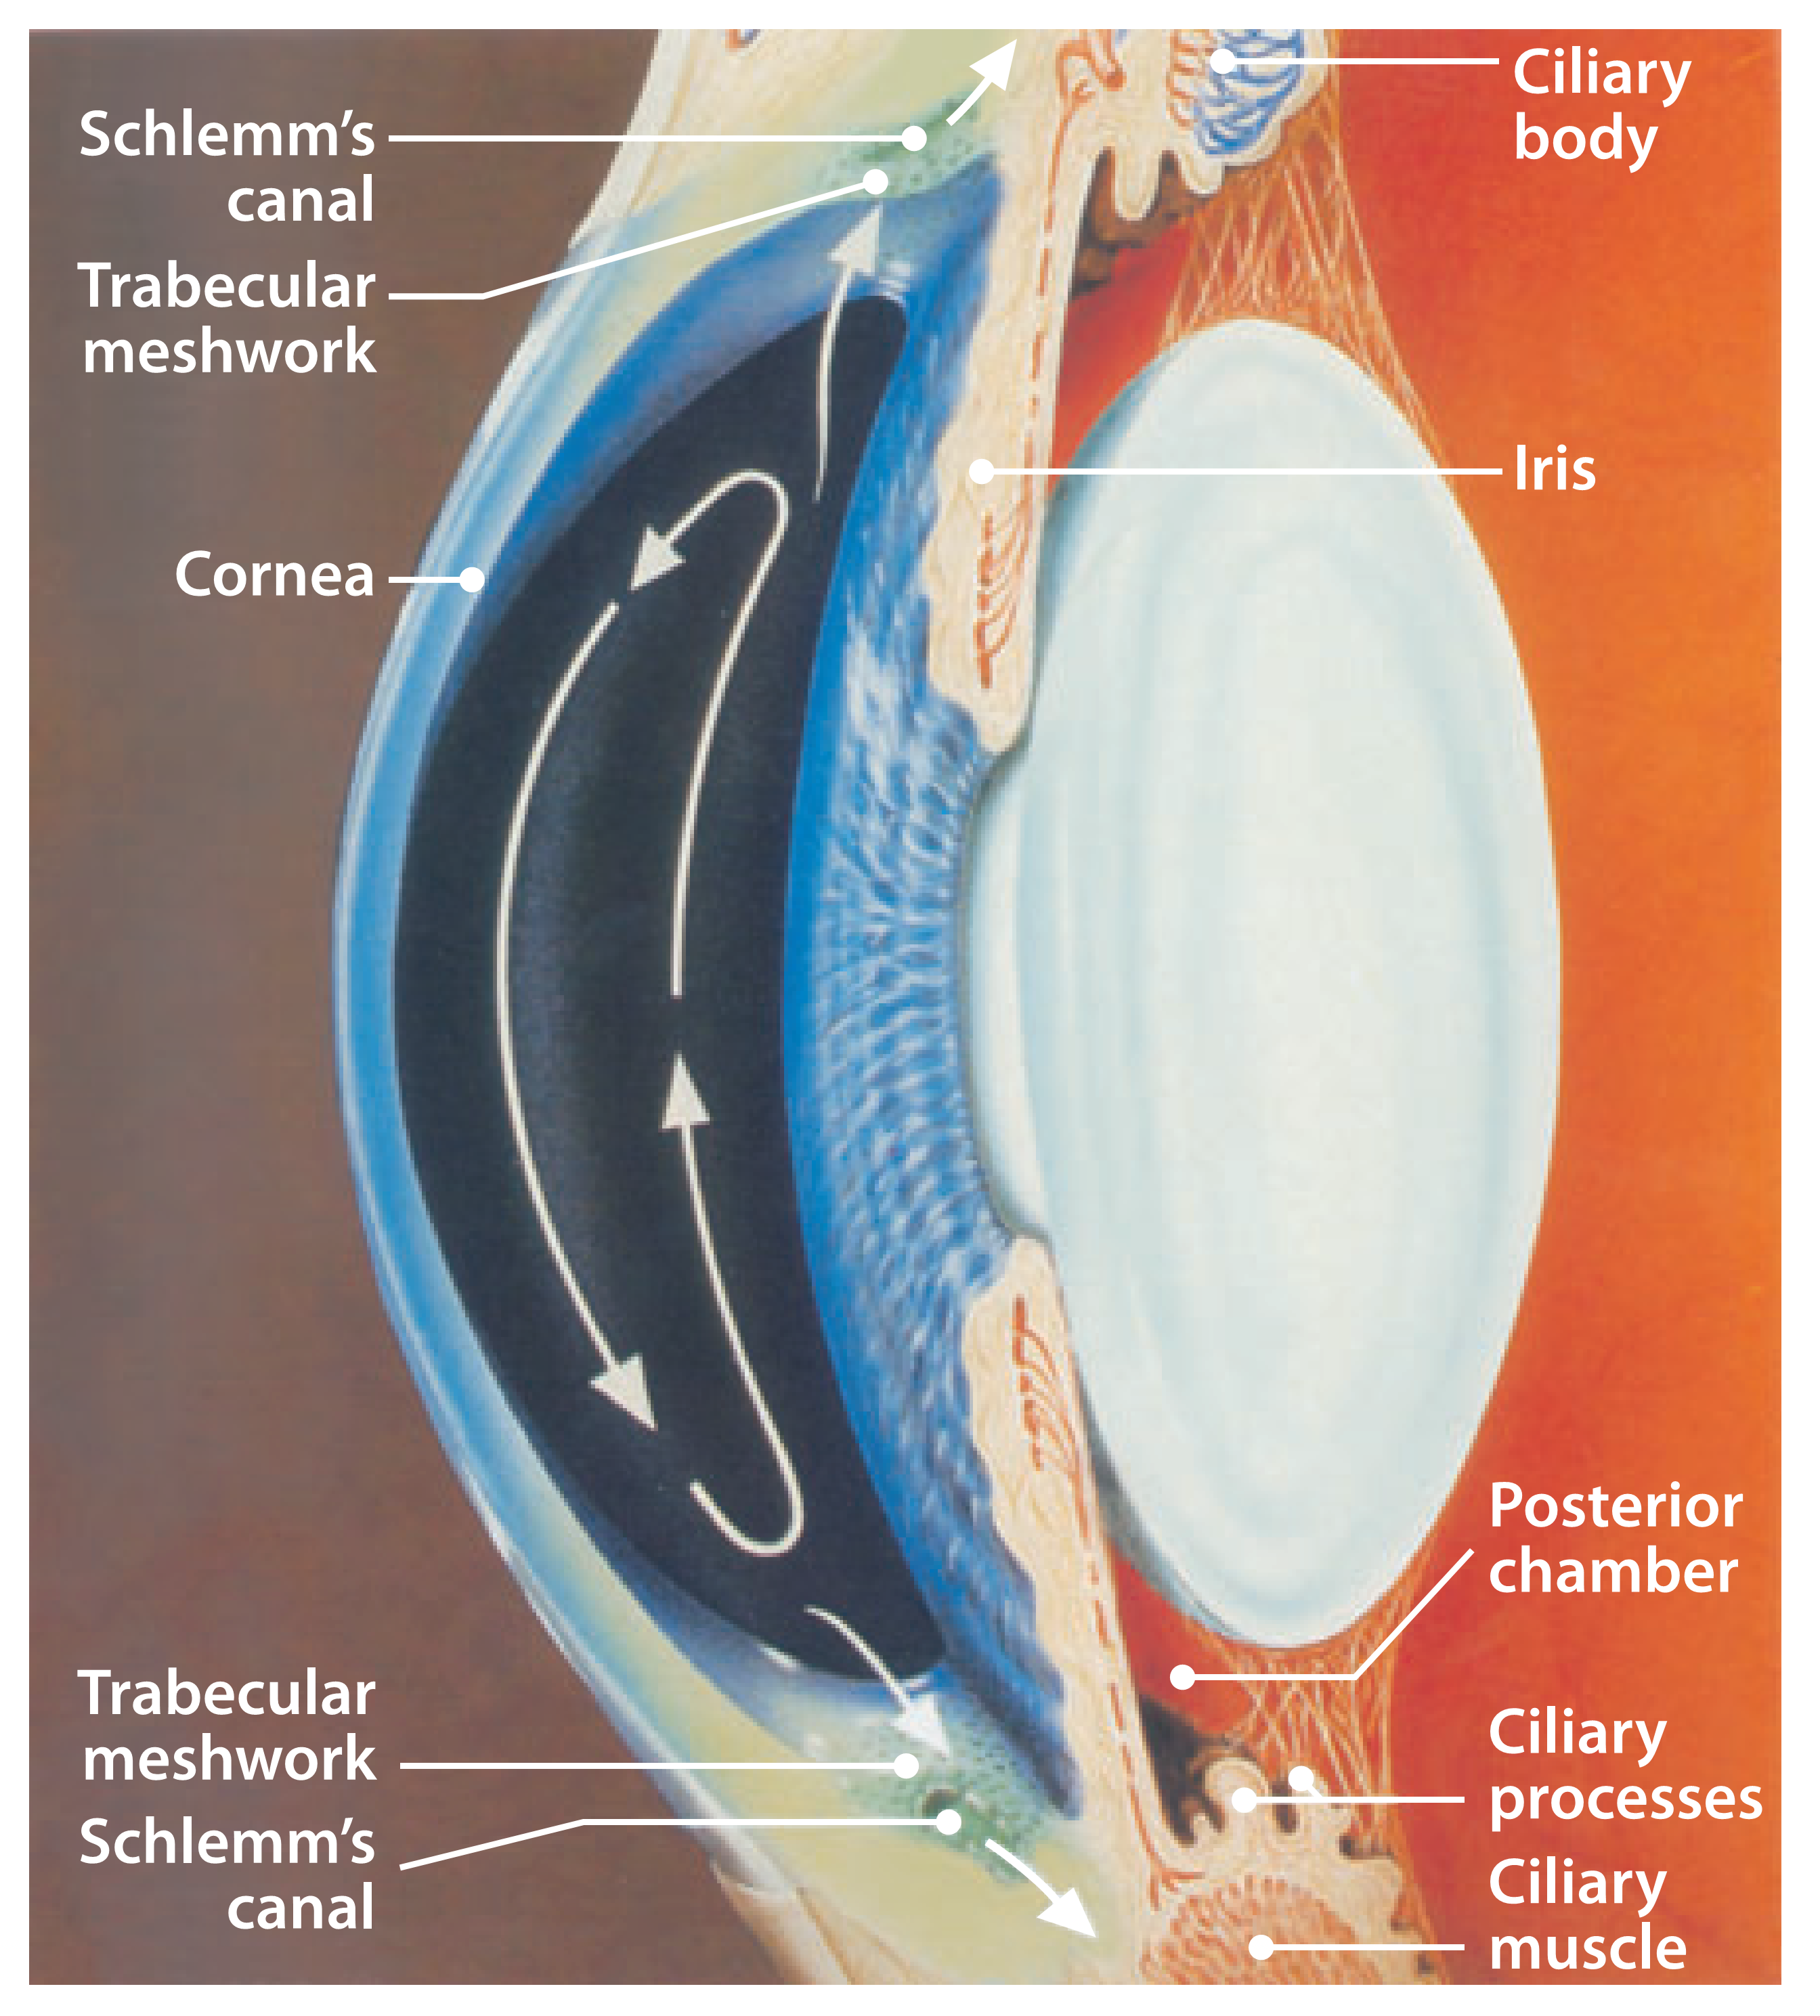 Schlemm’s
canal
Trabecular
meshwork
Cornea
Trabecular
meshwork
Schlemm’s
canal
Ciliary
body
Iris
Posterior
chamber
Ciliary
processes
Ciliary
muscle